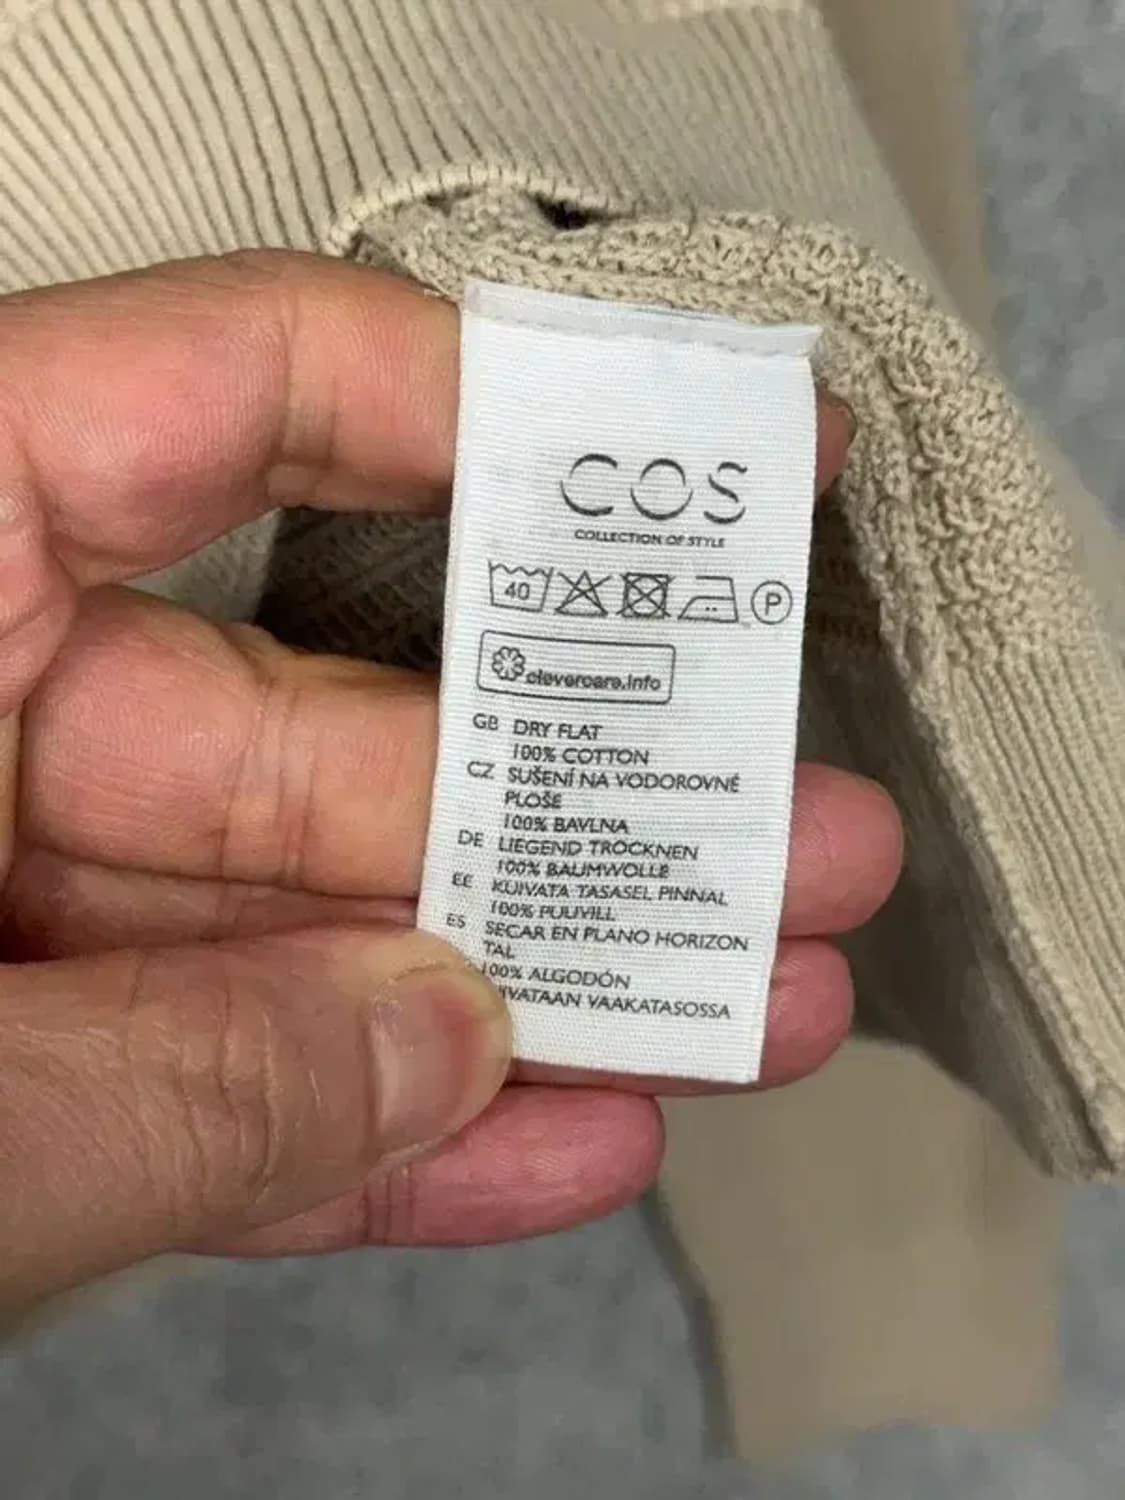 COS
COLLECTION OF STYLE
40 P
clevercare.info
GB DRY FLAT
100% COTTON
CZ SUŠENÍ NA VODOROVNÉ
PLOŠE
100% BAVLNA
DE LIEGEND TROCKNEN
100% BAUMWOLLE
EE KUIVATA TASASEL PINNAL
100% PUUVILL
ES SECAR EN PLANO HORIZON
TAL
100% ALGODÓN
VAAKATASOSSA